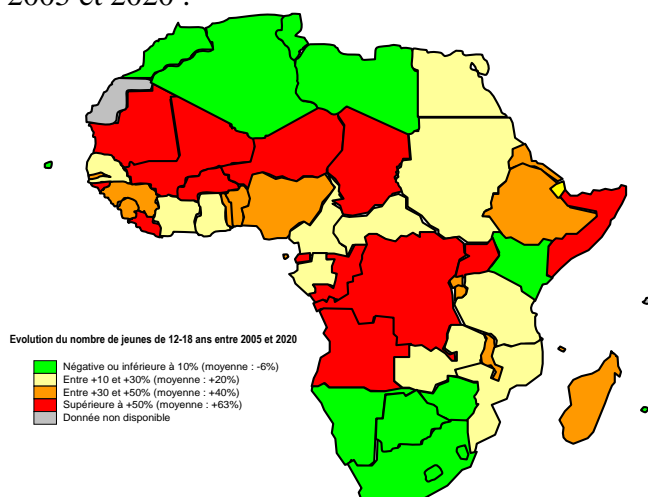 2005 et 2020 :
Evolution du nombre de jeunes de 12-18 ans entre 2005 et 2020
Négative ou inférieure à 10% (moyenne : -6%)
Entre +10 et +30% (moyenne : +20%)
Entre +30 et +50% (moyenne : +40%)
Supérieure à +50% (moyenne : +63%)
Donnée non disponible